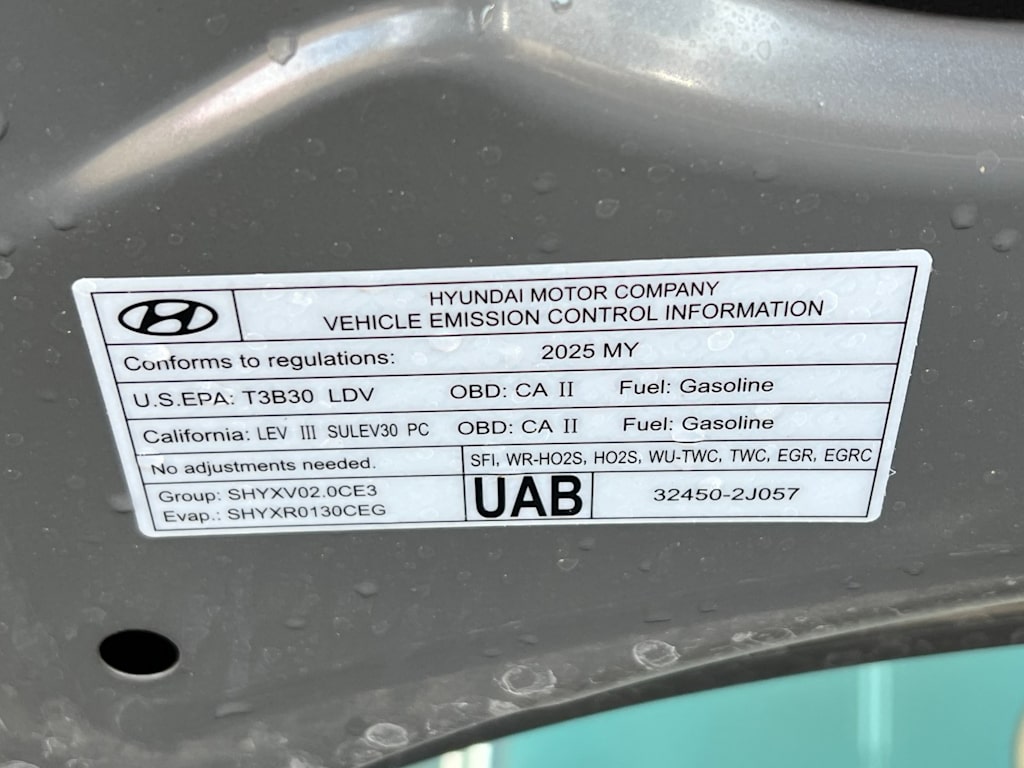 HYUNDAI MOTOR COMPANY
VEHICLE EMISSION CONTROL INFORMATION
Conforms to regulations: 2025 MY
U.S.EPA: T3B30 LDV OBD: CA II Fuel: Gasoline
California: LEV III SULEV30 PC OBD: CA II Fuel: Gasoline
No adjustments needed. SFI, WR-HO2S, HO2S, WU-TWC, TWC, EGR, EGRC
Group: SHYXV02.0CE3
Evap.: SHYXR0130CEG
UAB
32450-2J057